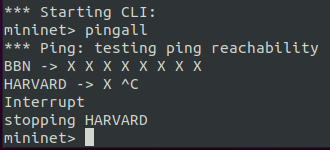 *** Starting CLI:
mininet> pingall
*** Ping: testing ping reachability
BBN -> X X X X X X X X
HARVARD -> X ^C
Interrupt
stopping HARVARD
mininet>